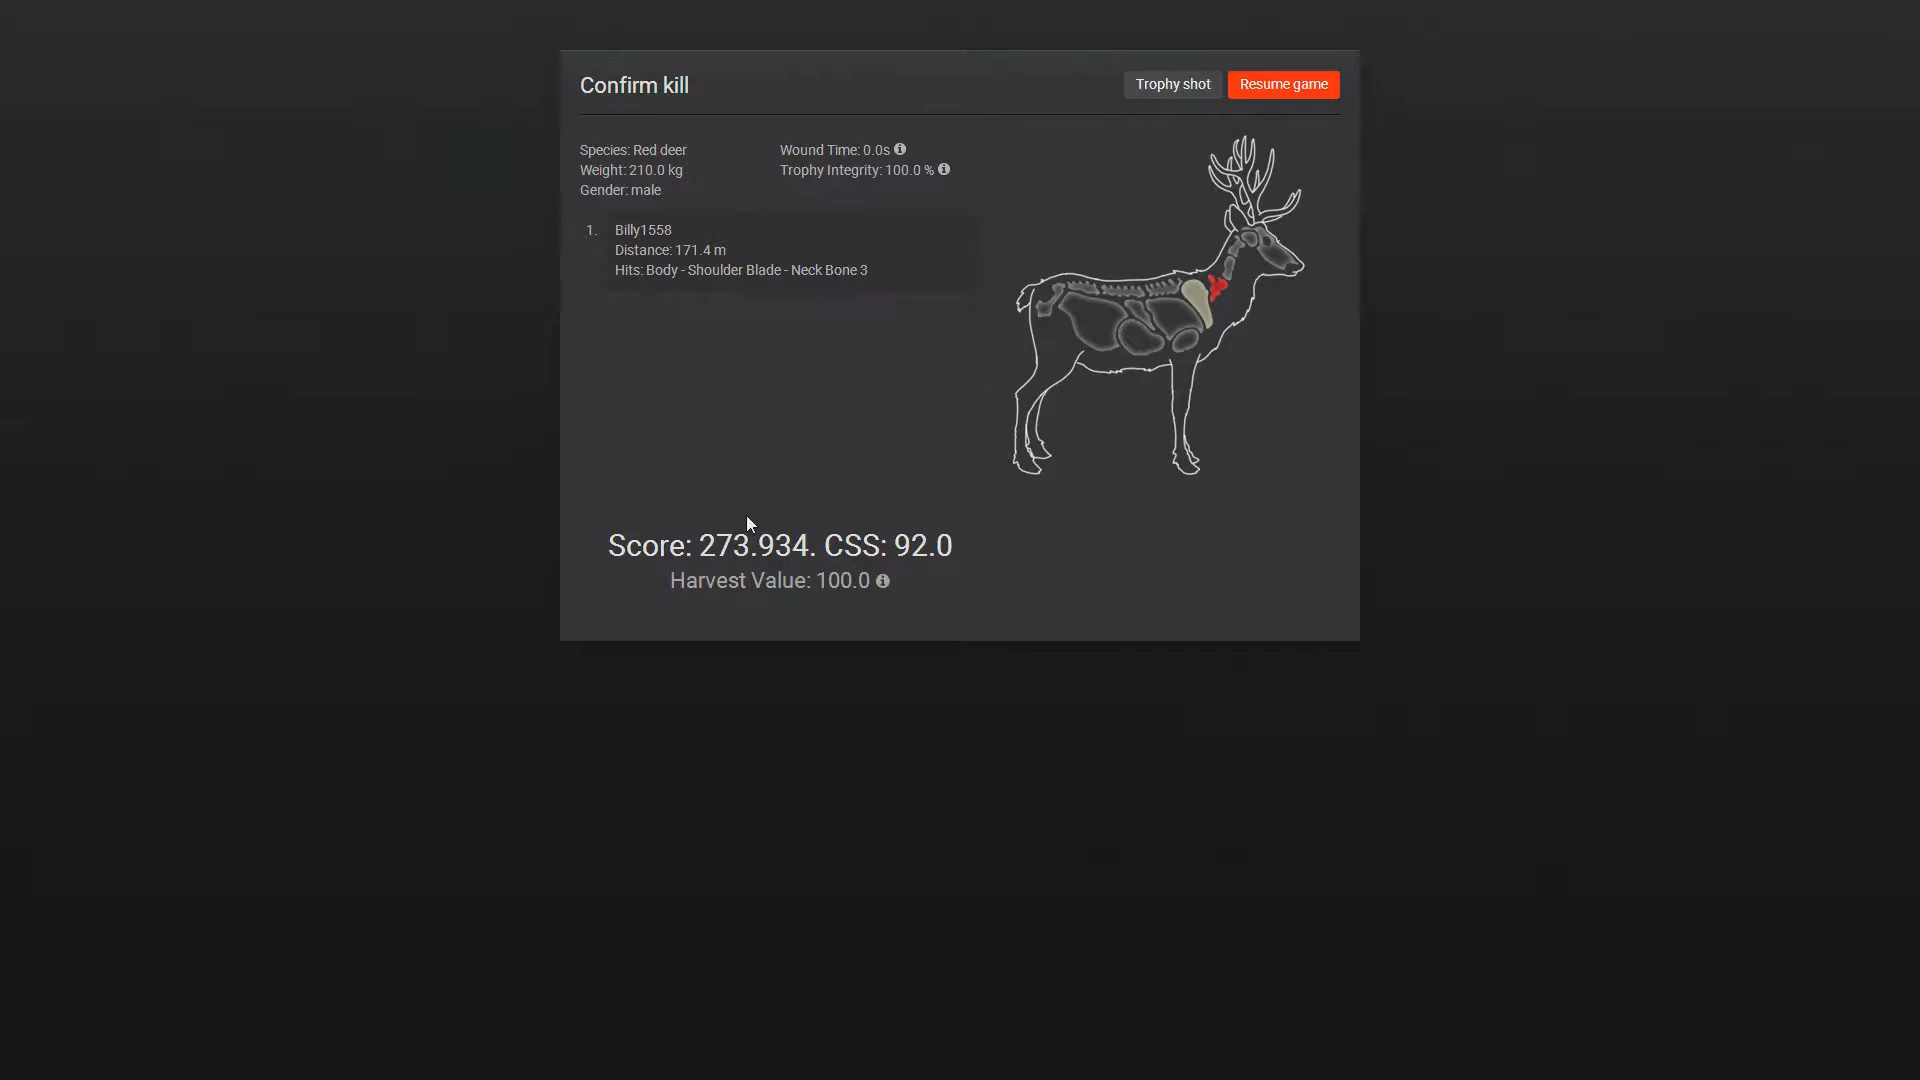 Confirm kill
Trophy shot
Resume game
Species: Red deer
Weight: 210.0 kg
Gender: male
Wound Time: 0.0s
Trophy Integrity: 100.0 %
1. Billy1558
Distance: 171.4 m
Hits: Body - Shoulder Blade - Neck Bone 3
Score: 273.934. CSS: 92.0
Harvest Value: 100.0